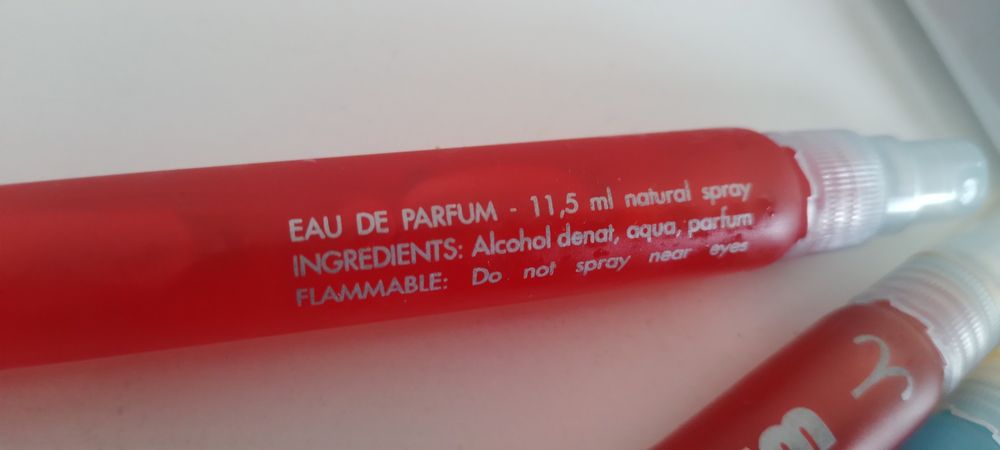 EAU DE PARFUM - 11,5 ml natural spray
INGREDIENTS: Alcohol denat, aqua, parfum
FLAMMABLE: Do not spray near eyes